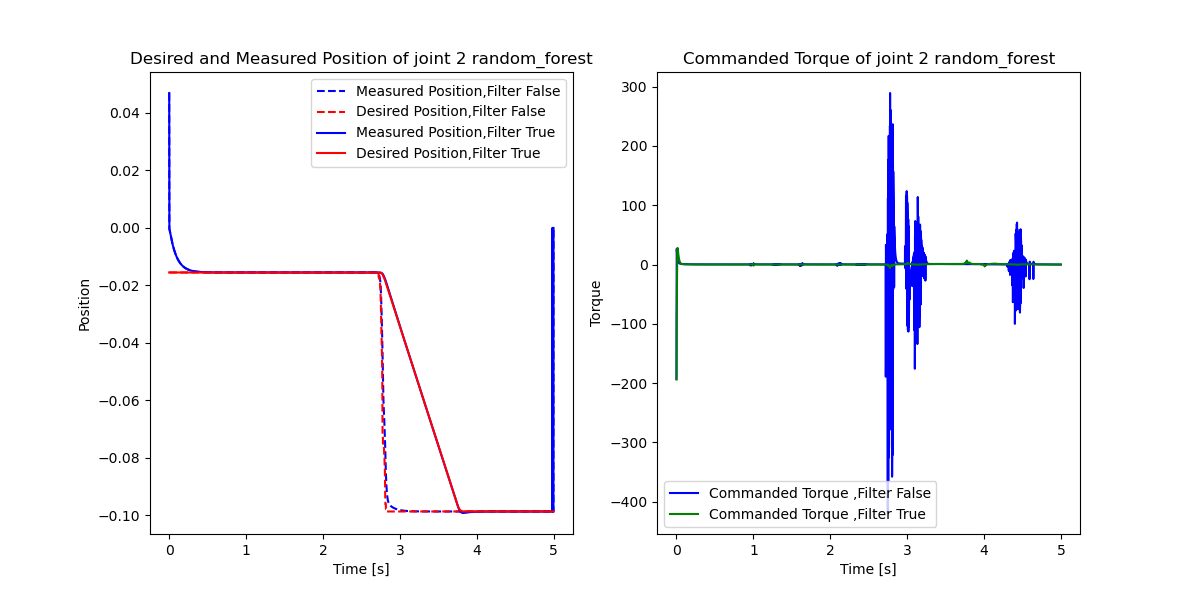 Desired and Measured Position of joint 2 random_forest
0.04
0.02
0.00
−0.02
−0.04
−0.06
−0.08
−0.10
Position
Measured Position,Filter False
Desired Position,Filter False
Measured Position,Filter True
Desired Position,Filter True
0 1 2 3 4 5
Time [s]
Commanded Torque of joint 2 random_forest
300
200
100
0
−100
−200
−300
−400
Torque
Commanded Torque ,Filter False
Commanded Torque ,Filter True
0 1 2 3 4 5
Time [s]